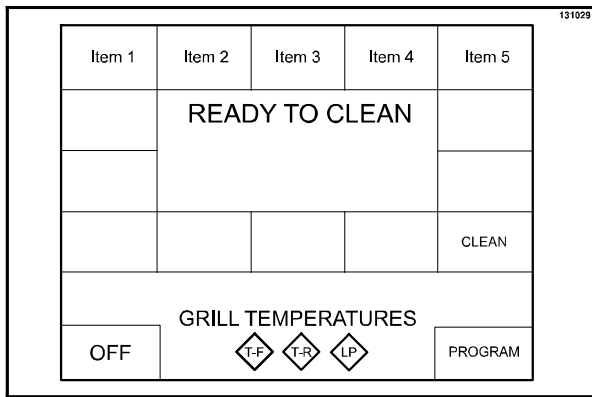 131029
Item 1 Item 2 Item 3 Item 4 Item 5
READY TO CLEAN
CLEAN
GRILL TEMPERATURES
OFF T-F T-R LP PROGRAM